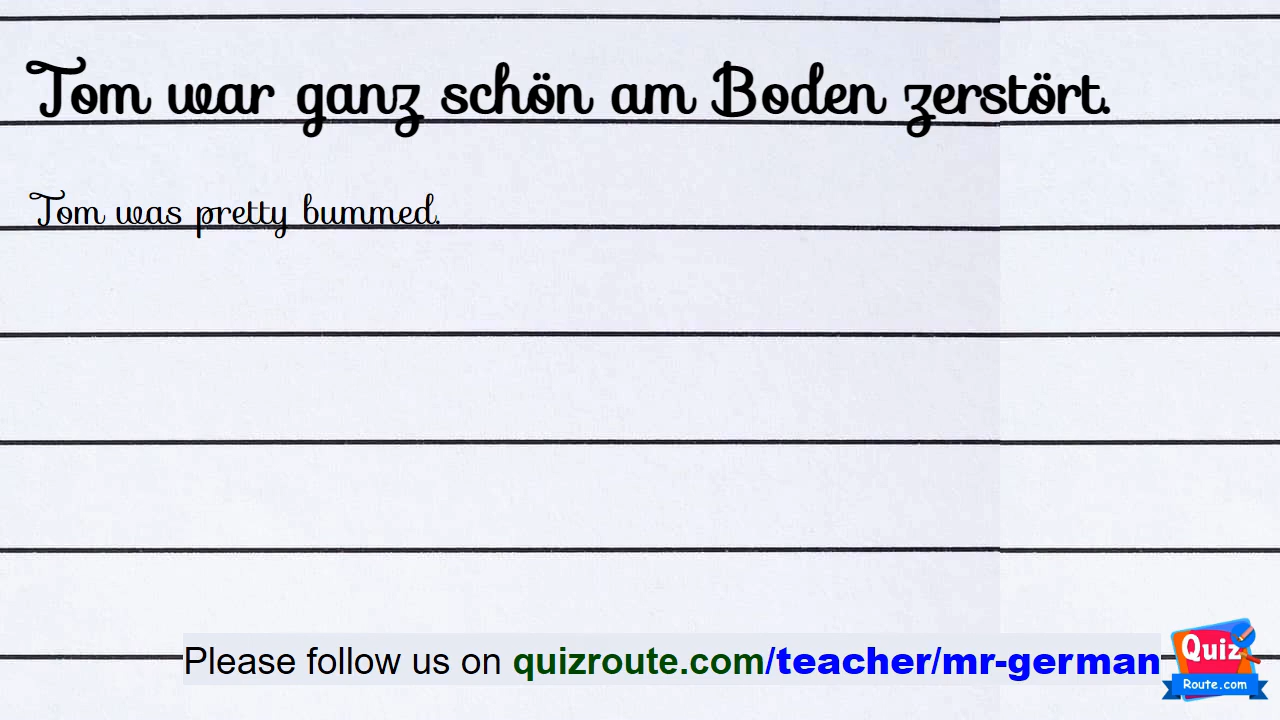 Tom war ganz schön am Boden zerstört.
Tom was pretty bummed.
Please follow us on quizroute.com/teacher/mr-german
Quiz
Route.com